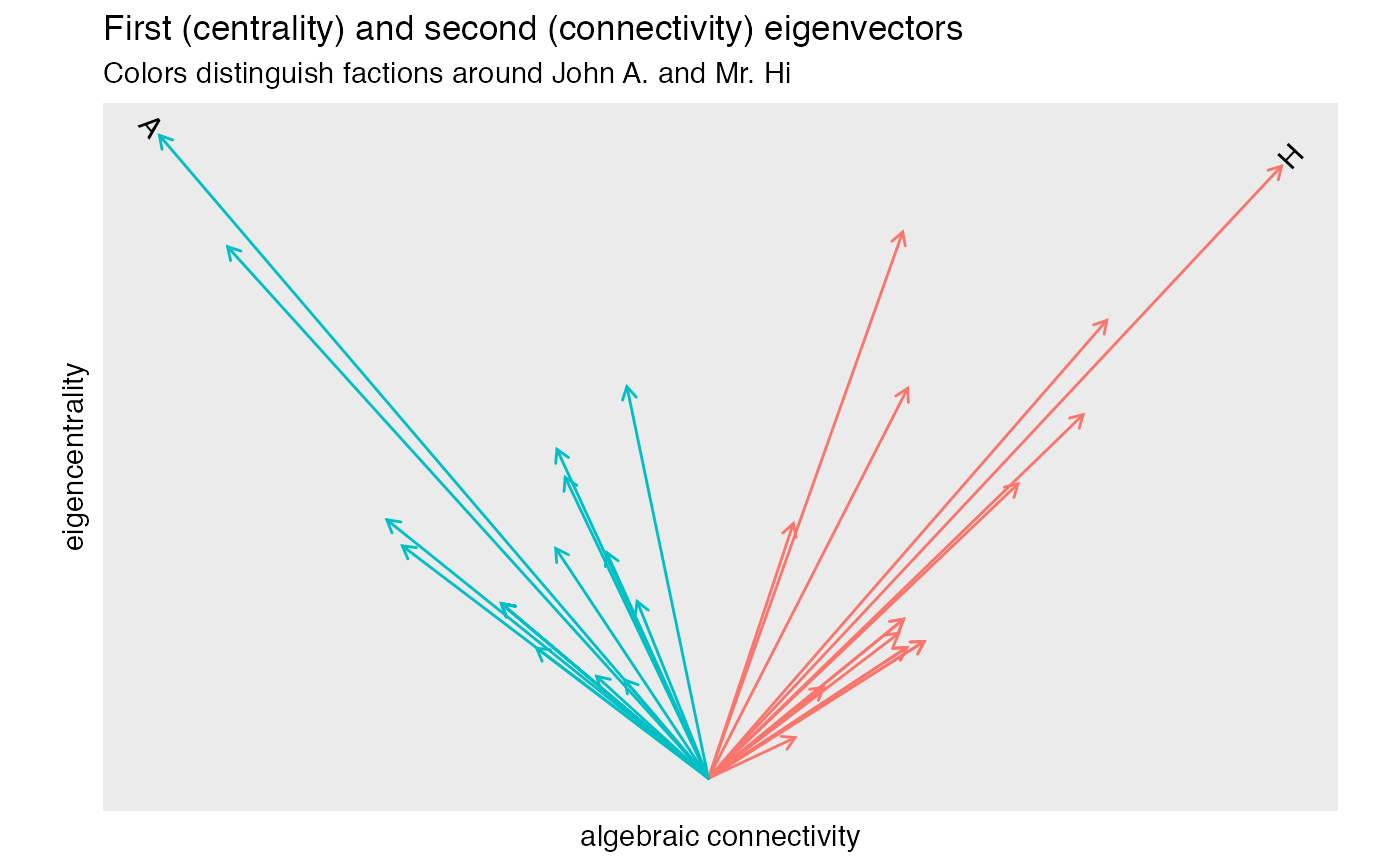 First (centrality) and second (connectivity) eigenvectors
Colors distinguish factions around John A. and Mr. Hi
A
H
eigencentrality
algebraic connectivity